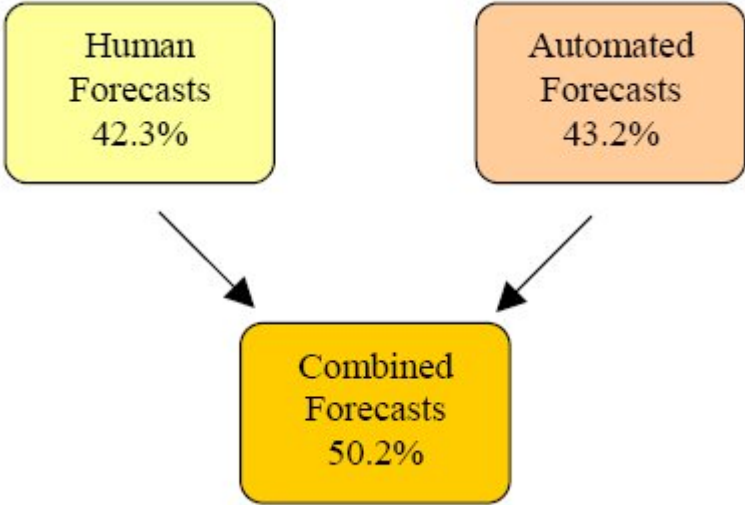 Human
Forecasts
42.3%
Automated
Forecasts
43.2%
Combined
Forecasts
50.2%